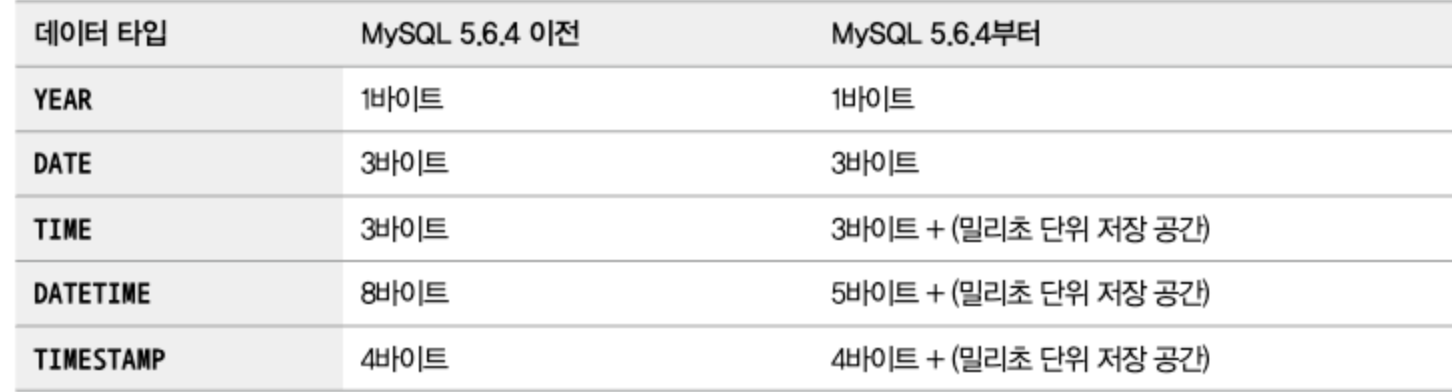 데이터 타입 MySQL 5.6.4 이전 MySQL 5.6.4부터
YEAR 1바이트 1바이트
DATE 3바이트 3바이트
TIME 3바이트 3바이트 + (밀리초 단위 저장 공간)
DATETIME 8바이트 5바이트 + (밀리초 단위 저장 공간)
TIMESTAMP 4바이트 4바이트 + (밀리초 단위 저장 공간)